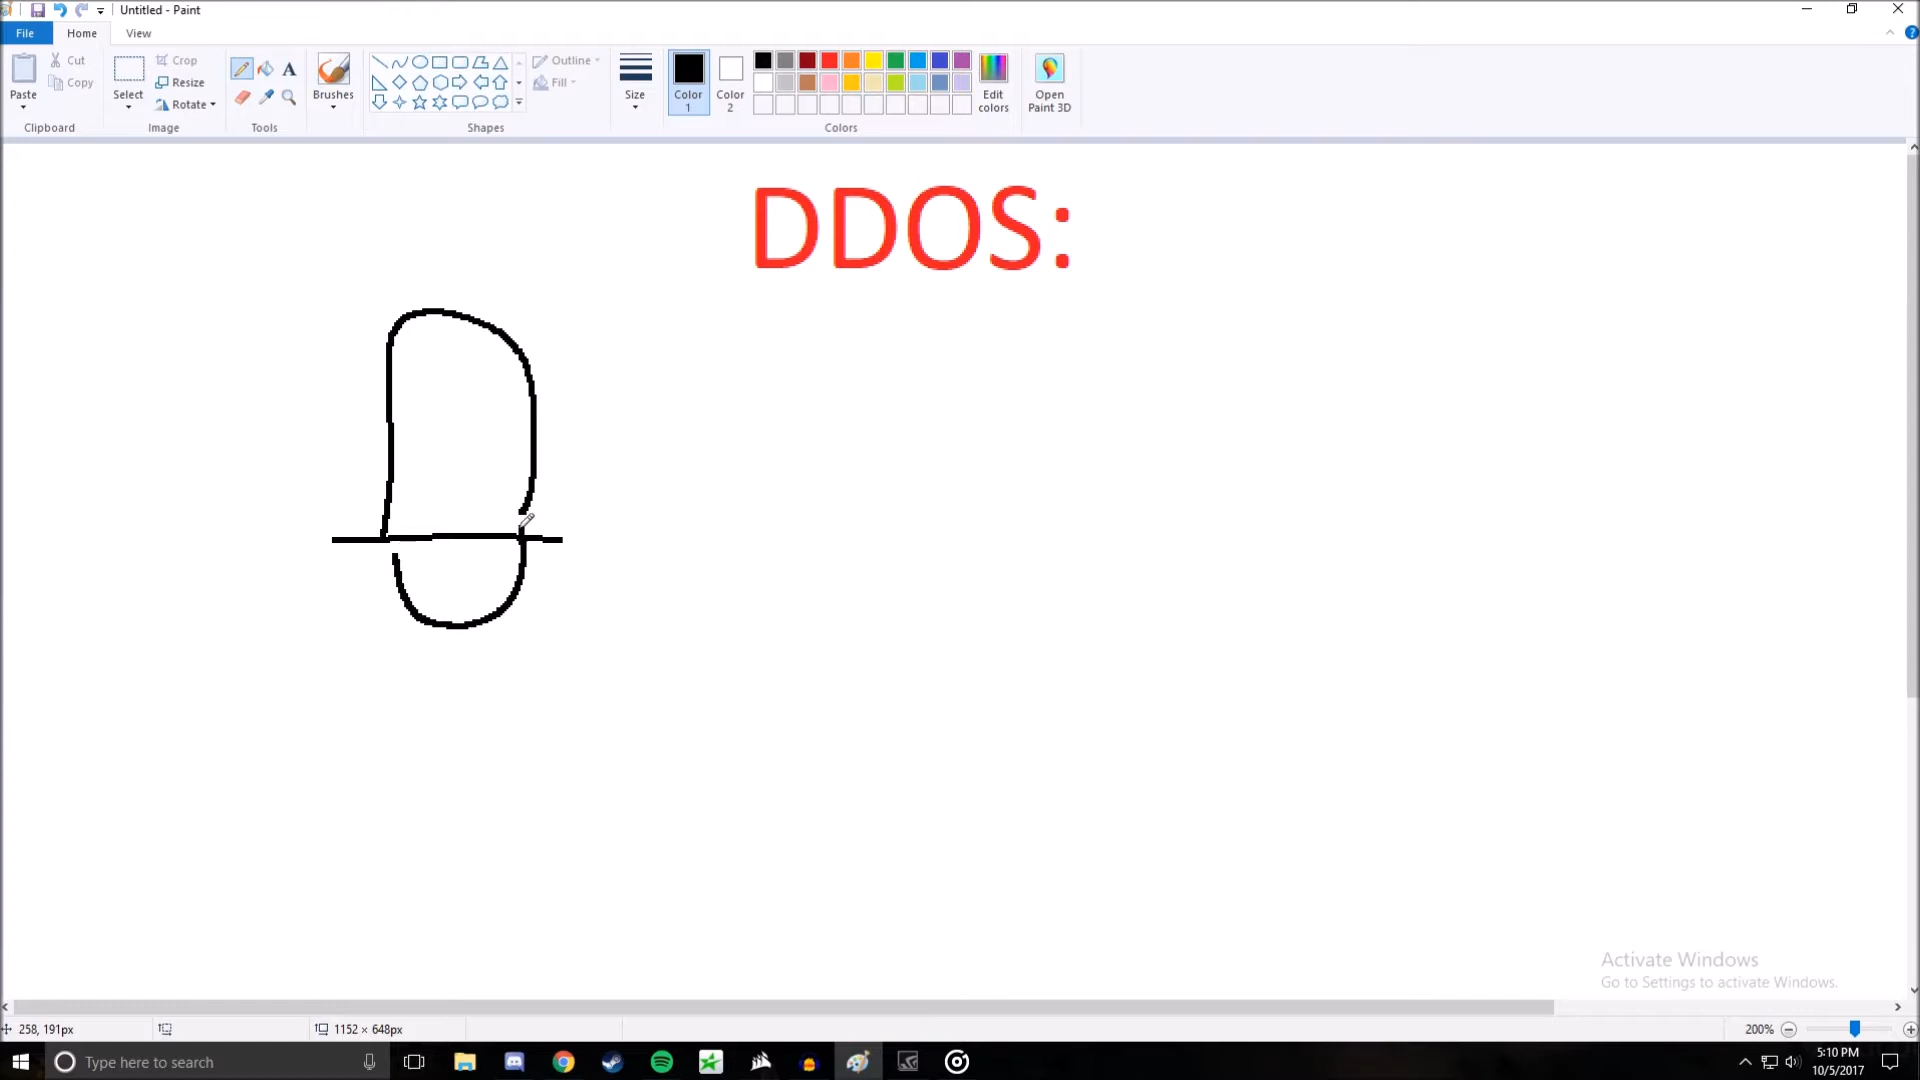 Untitled - Paint
File
Home
View
Paste
Cut
Copy
Clipboard
Select
Crop
Resize
Rotate
Image
A
Tools
Brushes
Shapes
Outline
Fill
Size
Color
1
Color
2
Colors
Edit
colors
Open
Paint 3D
DDOS:
Activate Windows
Go to Settings to activate Windows.
258, 191px
1152 × 648px
200%
Type here to search
5:10 PM
10/5/2017